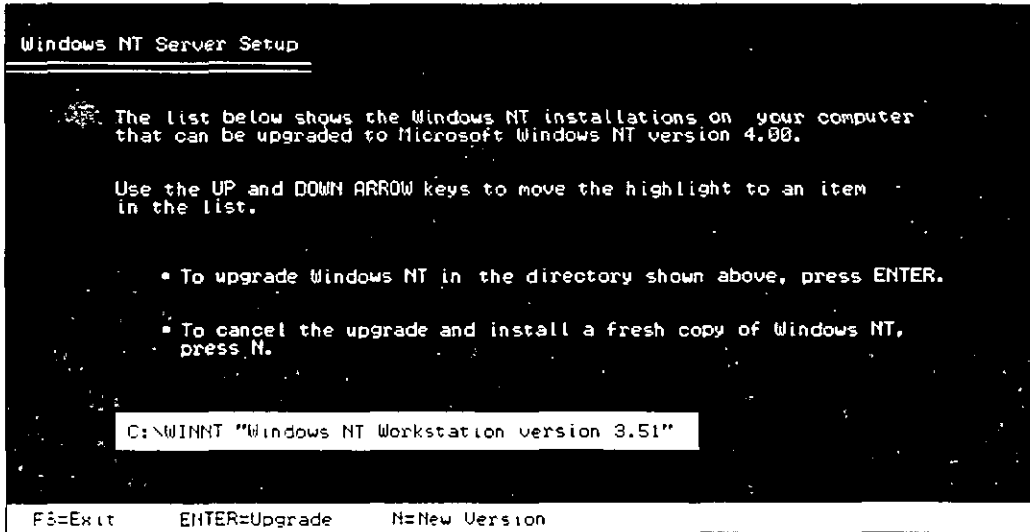 Windows NT Server Setup
The list below shows the Windows NT installations on your computer
that can be upgraded to Microsoft Windows NT version 4.00.
Use the UP and DOWN ARROW keys to move the highlight to an item
in the list.
• To upgrade Windows NT in the directory shown above, press ENTER.
• To cancel the upgrade and install a fresh copy of Windows NT,
press N.
C:\WINNT "Windows NT Workstation version 3.51"
F3=Exit ENTER=Upgrade N=New Version